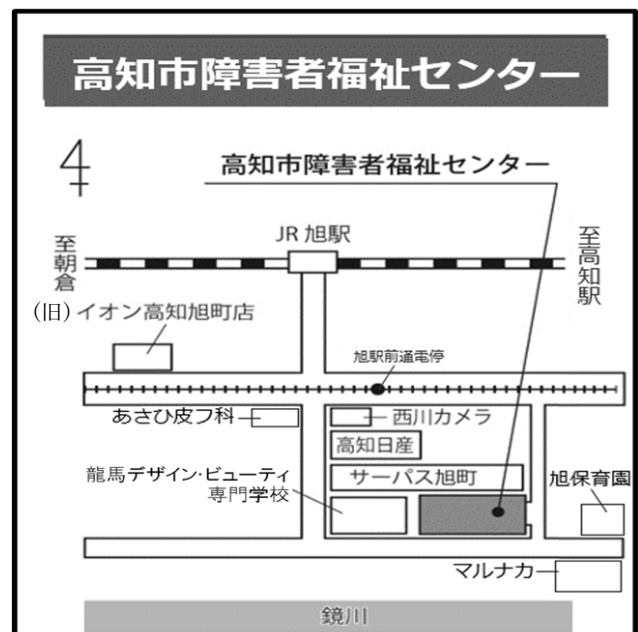 高知市障害者福祉センター
高知市障害者福祉センター
JR 旭駅
至朝倉
至高知駅
(旧)イオン高知旭町店
旭駅前通電停
あさひ皮フ科
西川カメラ
高知日産
龍馬デザイン･ビューティ
専門学校
サーパス旭町
旭保育園
マルナカ
鏡川